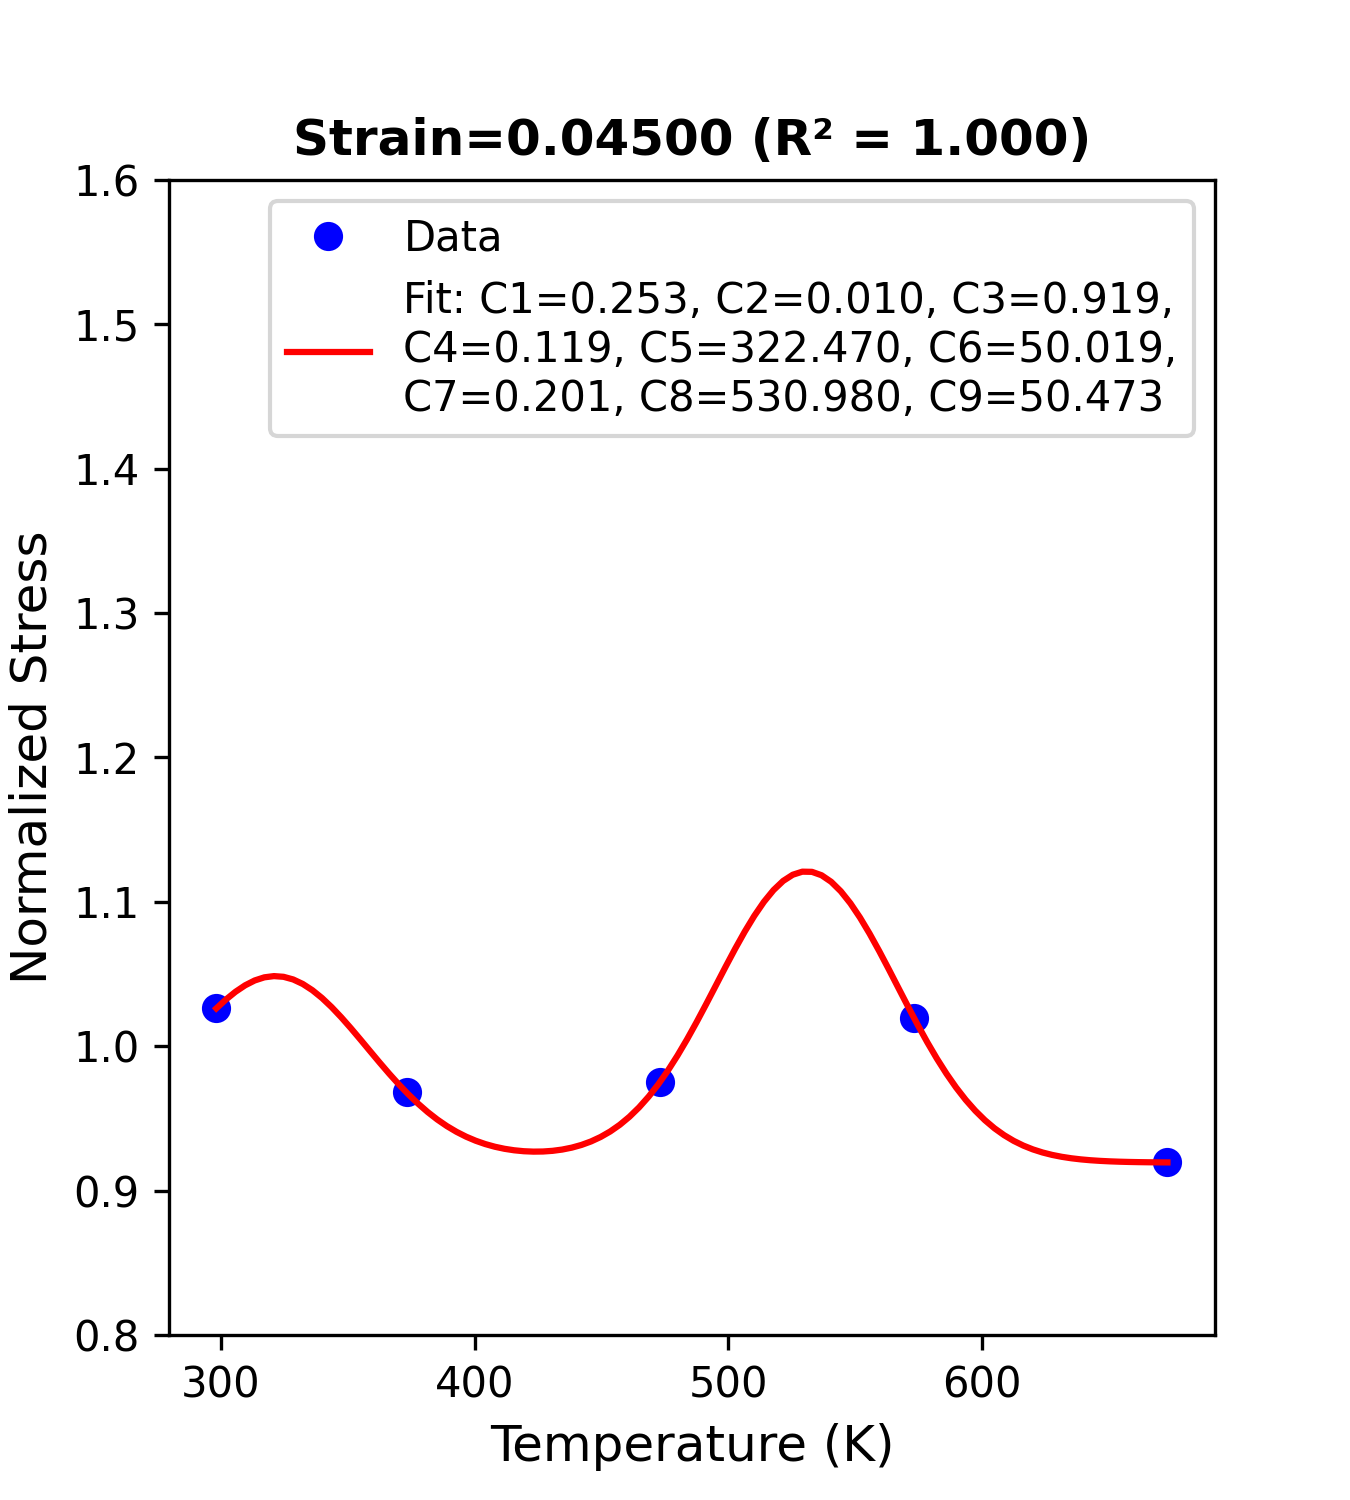 Strain=0.04500 (R² = 1.000)
1.6
1.5
1.4
1.3
1.2
1.1
1.0
0.9
0.8
Normalized Stress
Data
Fit: C1=0.253, C2=0.010, C3=0.919,
C4=0.119, C5=322.470, C6=50.019,
C7=0.201, C8=530.980, C9=50.473
300 400 500 600
Temperature (K)